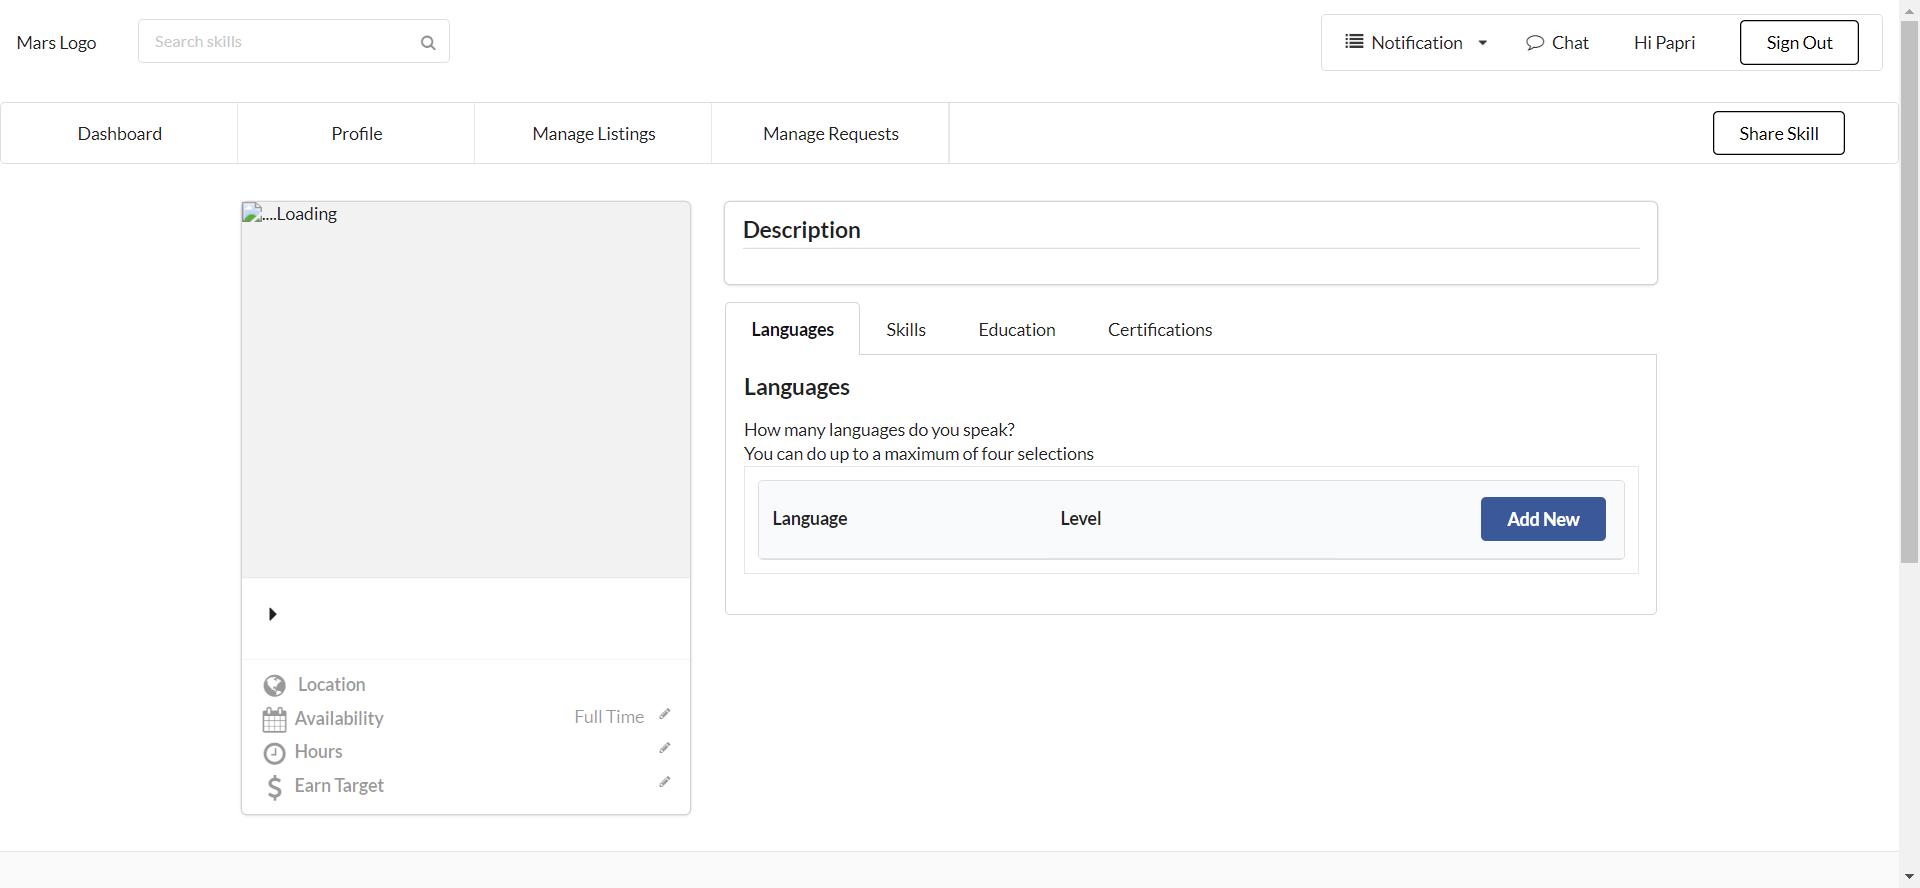 Mars Logo
Search skills
Notification
Chat
Hi Papri
Sign Out
Dashboard
Profile
Manage Listings
Manage Requests
Share Skill
....Loading
Location
Availability
Full Time
Hours
Earn Target
Description
Languages
Skills
Education
Certifications
Languages
How many languages do you speak?
You can do up to a maximum of four selections
Language
Level
Add New